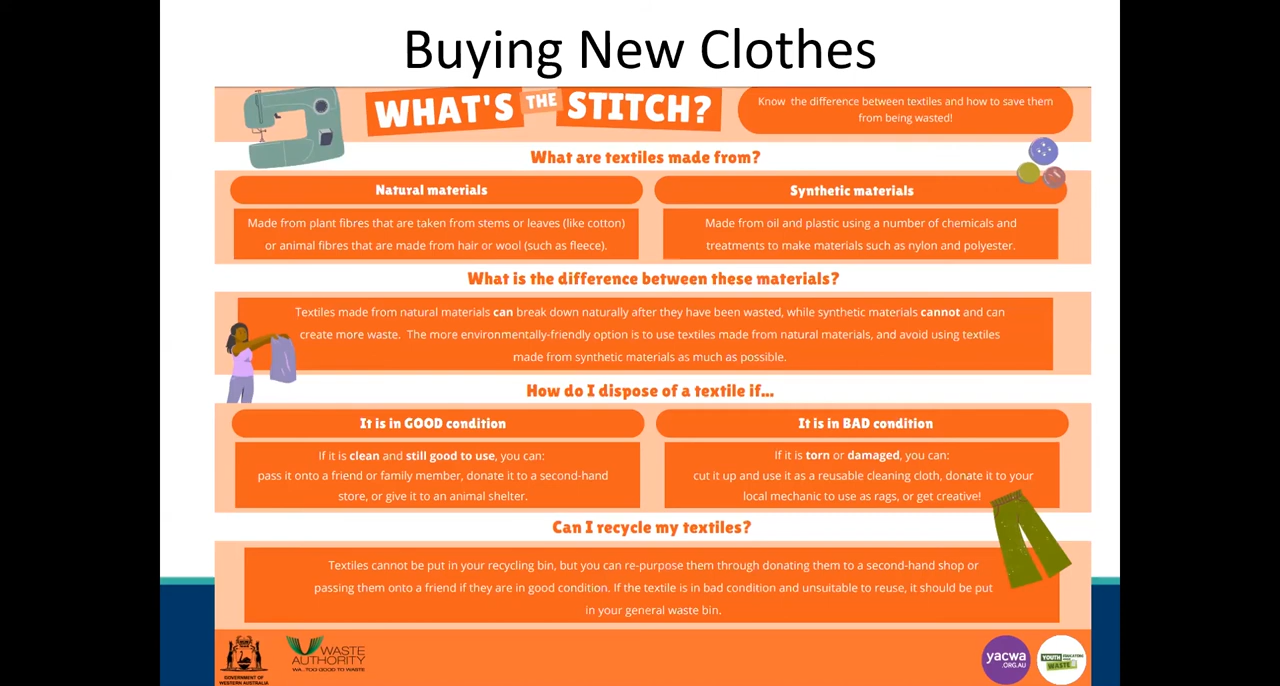 Buying New Clothes
WHAT'S THE STITCH?
Know the difference between textiles and how to save them
from being wasted!
What are textiles made from?
Natural materials
Made from plant fibres that are taken from stems or leaves (like cotton)
or animal fibres that are made from hair or wool (such as fleece).
Synthetic materials
Made from oil and plastic using a number of chemicals and
treatments to make materials such as nylon and polyester.
What is the difference between these materials?
Textiles made from natural materials can break down naturally after they have been wasted, while synthetic materials cannot and can
create more waste. The more environmentally-friendly option is to use textiles made from natural materials, and avoid using textiles
made from synthetic materials as much as possible.
How do I dispose of a textile if...
It is in GOOD condition
If it is clean and still good to use, you can:
pass it onto a friend or family member, donate it to a second-hand
store, or give it to an animal shelter.
It is in BAD condition
If it is torn or damaged, you can:
cut it up and use it as a reusable cleaning cloth, donate it to your
local mechanic to use as rags, or get creative!
Can I recycle my textiles?
Textiles cannot be put in your recycling bin, but you can re-purpose them through donating them to a second-hand shop or
passing them onto a friend if they are in good condition. If the textile is in bad condition and unsuitable to reuse, it should be put
in your general waste bin.
GOVERNMENT OF
WESTERN AUSTRALIA
WASTE
AUTHORITY
WA. TOO GOOD TO WASTE
yacwa
.ORG.AU
YOUTH EDUCATING
WASTE